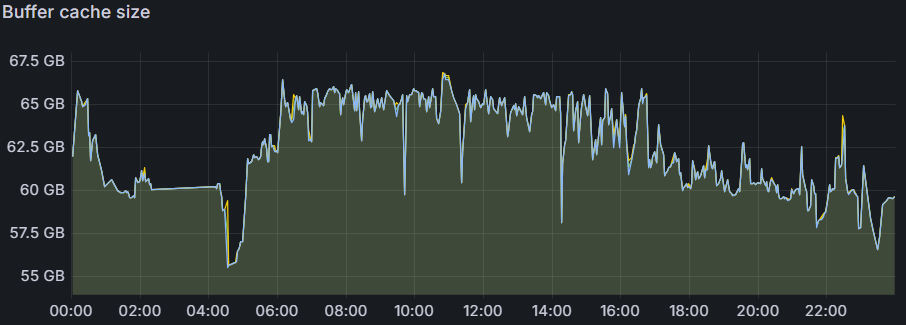 Buffer cache size
67.5 GB
65 GB
62.5 GB
60 GB
57.5 GB
55 GB
00:00 02:00 04:00 06:00 08:00 10:00 12:00 14:00 16:00 18:00 20:00 22:00